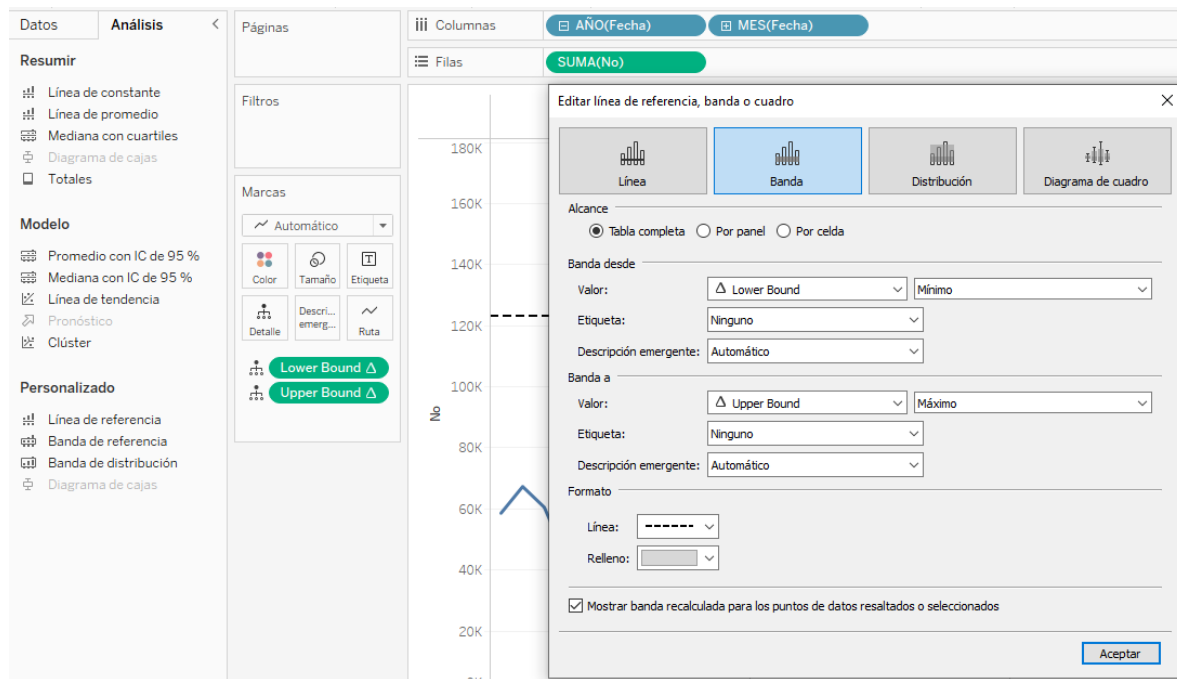 Datos
Análisis
<
Resumir
Línea de constante
Línea de promedio
Mediana con cuartiles
Diagrama de cajas
Totales
Modelo
Promedio con IC de 95 %
Mediana con IC de 95 %
Línea de tendencia
Pronóstico
Clúster
Personalizado
Línea de referencia
Banda de referencia
Banda de distribución
Diagrama de cajas
Páginas
Filtros
Marcas
Automático
Color
Tamaño
Etiqueta
Detalle
Descri...
emerg...
Ruta
Lower Bound Δ
Upper Bound Δ
Columnas
AÑO(Fecha)
MES(Fecha)
Filas
SUMA(No)
180K
160K
140K
120K
100K
80K
60K
40K
20K
No
Editar línea de referencia, banda o cuadro
Línea
Banda
Distribución
Diagrama de cuadro
Alcance
Tabla completa
Por panel
Por celda
Banda desde
Valor:
Δ Lower Bound
Mínimo
Etiqueta:
Ninguno
Descripción emergente:
Automático
Banda a
Valor:
Δ Upper Bound
Máximo
Etiqueta:
Ninguno
Descripción emergente:
Automático
Formato
Línea:
Relleno:
Mostrar banda recalculada para los puntos de datos resaltados o seleccionados
Aceptar